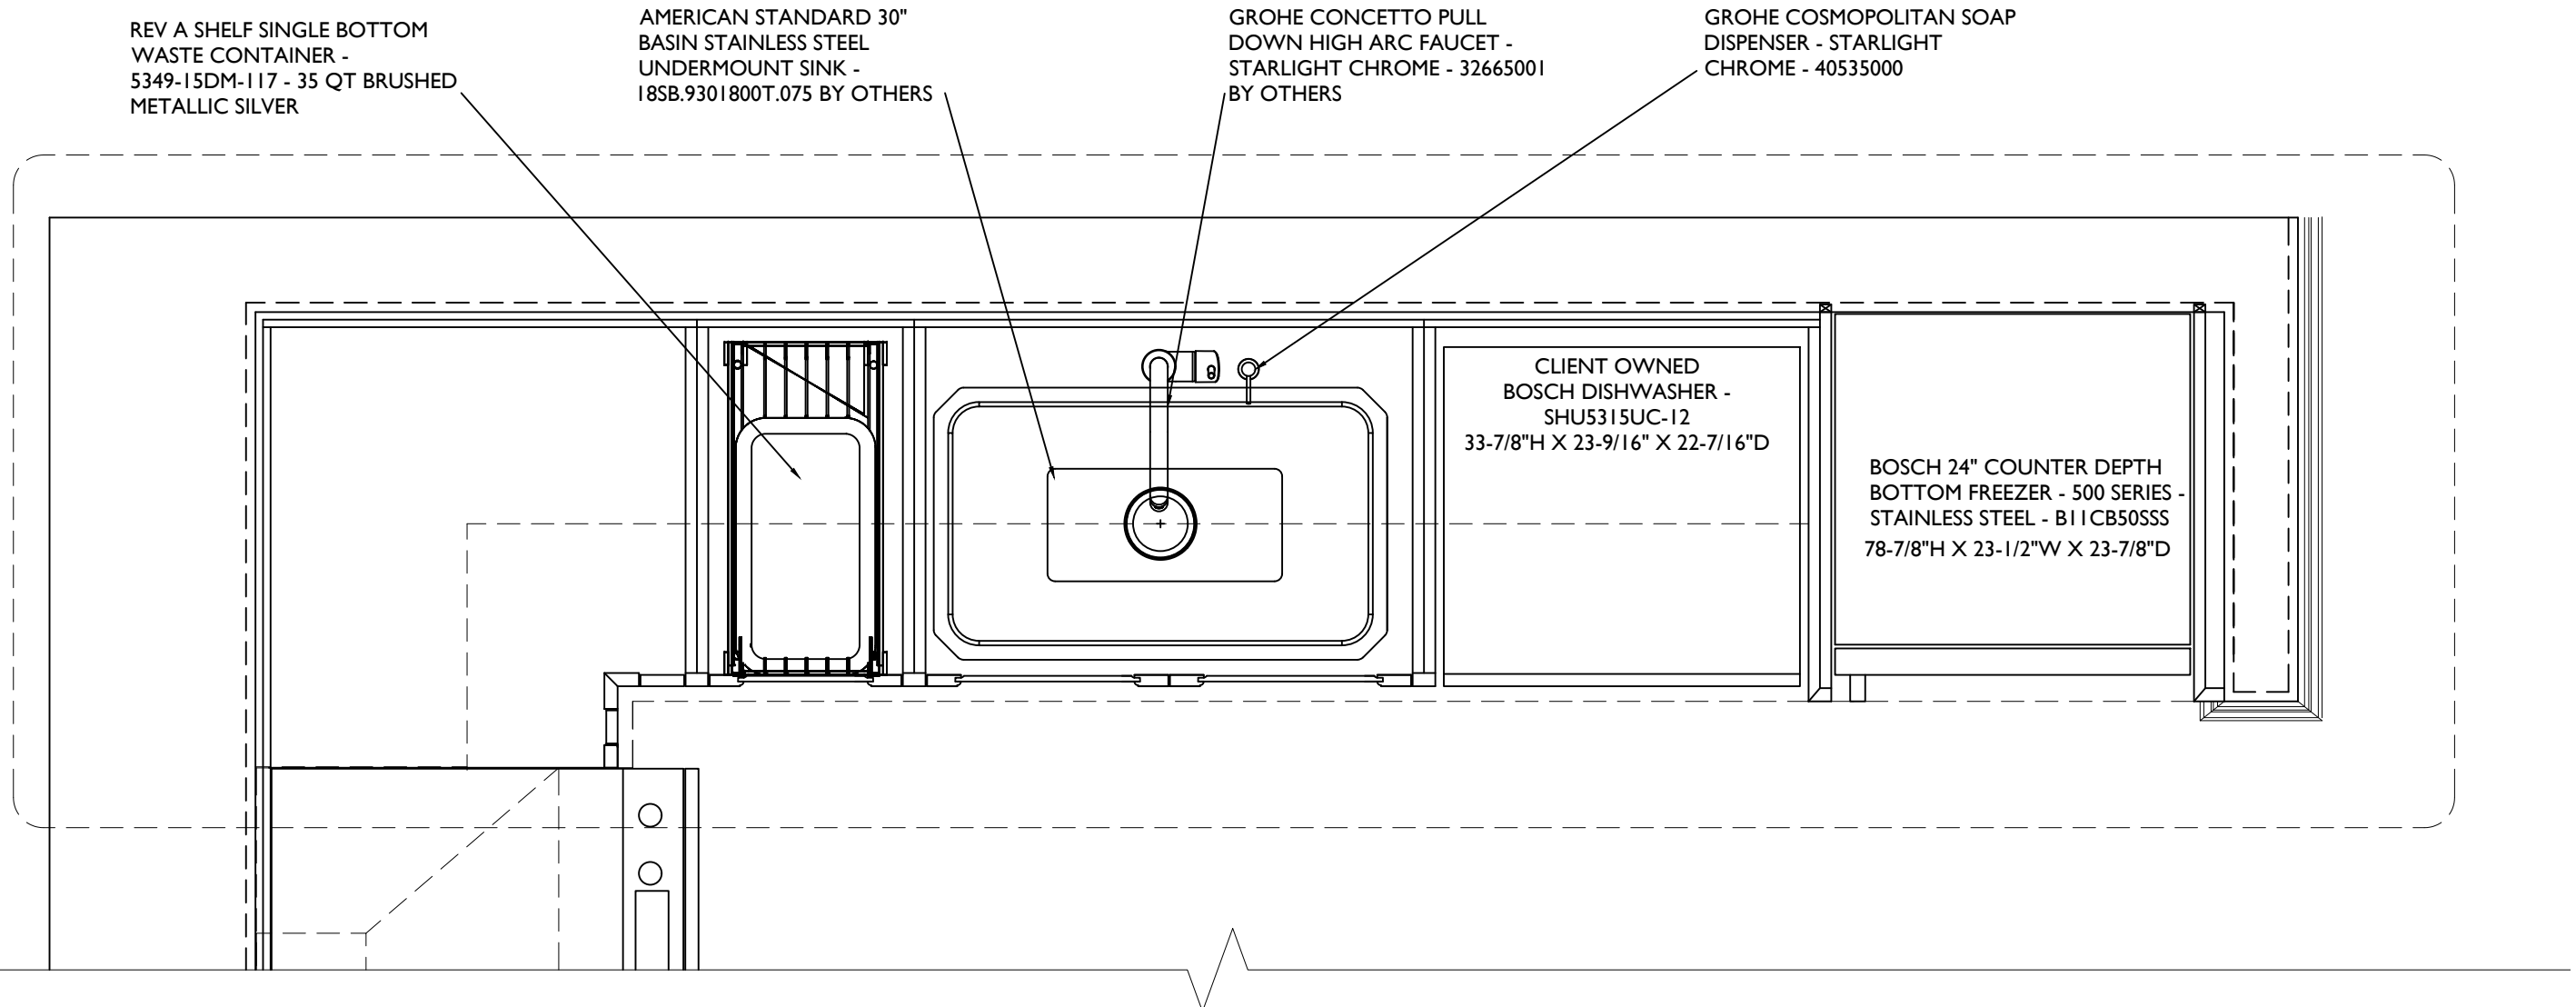 REV A SHELF SINGLE BOTTOM
WASTE CONTAINER -
5349-15DM-117 - 35 QT BRUSHED
METALLIC SILVER
AMERICAN STANDARD 30"
BASIN STAINLESS STEEL
UNDERMOUNT SINK -
18SB.9301800T.075 BY OTHERS
GROHE CONCETTO PULL
DOWN HIGH ARC FAUCET -
STARLIGHT CHROME - 32665001
BY OTHERS
GROHE COSMOPOLITAN SOAP
DISPENSER - STARLIGHT
CHROME - 40535000
CLIENT OWNED
BOSCH DISHWASHER -
SHU5315UC-12
33-7/8"H X 23-9/16" X 22-7/16"D
BOSCH 24" COUNTER DEPTH
BOTTOM FREEZER - 500 SERIES -
STAINLESS STEEL - B11CB50SSS
78-7/8"H X 23-1/2"W X 23-7/8"D